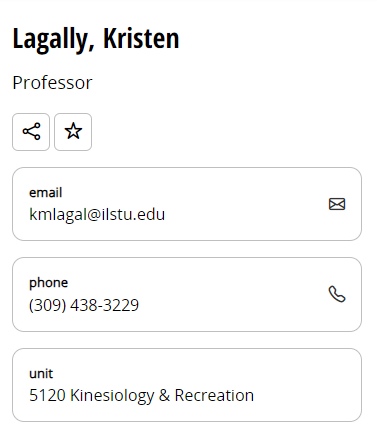 Lagally, Kristen
Professor
email
kmlagal@ilstu.edu
phone
(309) 438-3229
unit
5120 Kinesiology & Recreation